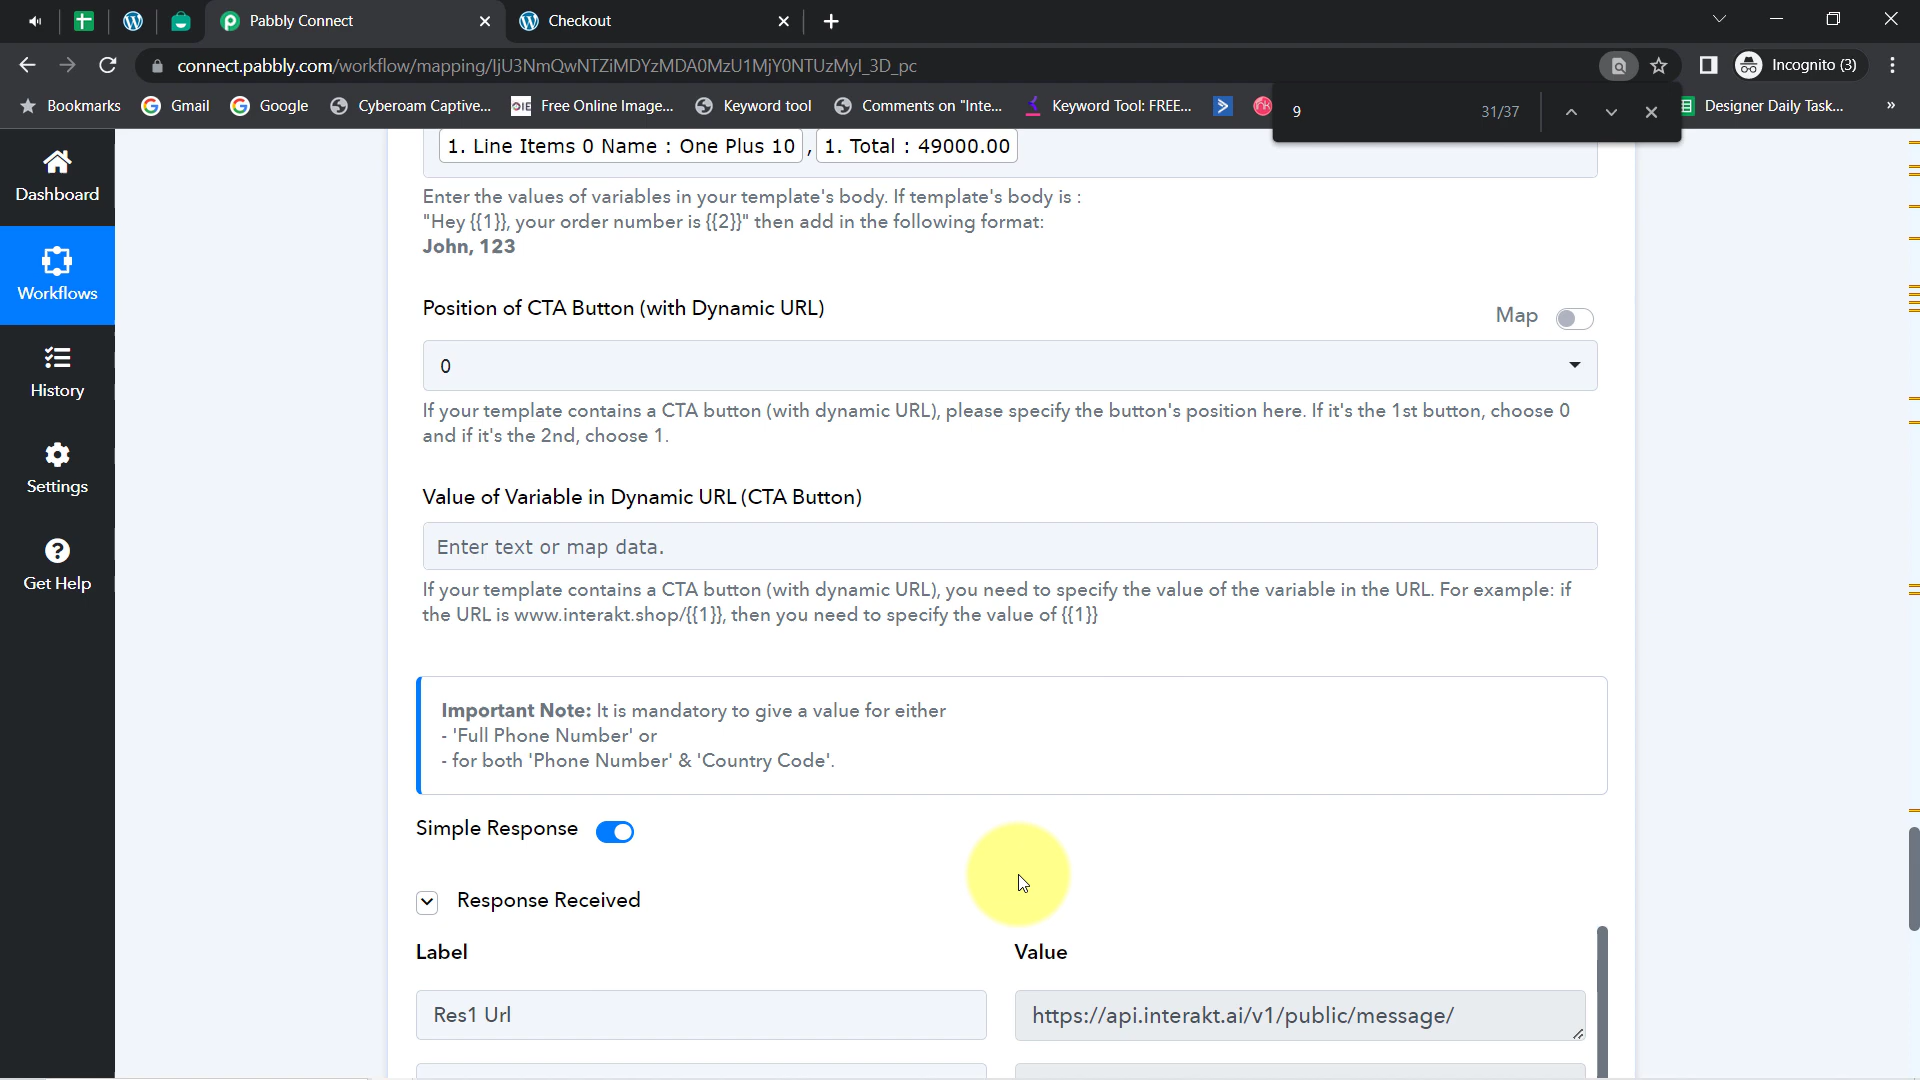 Pabbly Connect
Checkout
connect.pabbly.com/workflow/mapping/
Incognito (3)
Bookmarks
Gmail
Google
Cyberoam Captive...
Free Online Image...
Keyword tool
Comments on "Inte...
Keyword Tool: FREE...
Designer Daily Task...
»
9
31/37
1. Line Items 0 Name : One Plus 10 , 1. Total : 49000.00
Enter the values of variables in your template's body. If template's body is :
"Hey {{1}}, your order number is {{2}}" then add in the following format:
John, 123
Position of CTA Button (with Dynamic URL)
Map
0
If your template contains a CTA button (with dynamic URL), please specify the button's position here. If it's the 1st button, choose 0
and if it's the 2nd, choose 1.
Value of Variable in Dynamic URL (CTA Button)
Enter text or map data.
If your template contains a CTA button (with dynamic URL), you need to specify the value of the variable in the URL. For example: if
the URL is www.interakt.shop/{{1}}, then you need to specify the value of {{1}}
Important Note: It is mandatory to give a value for either
- 'Full Phone Number' or
- for both 'Phone Number' & 'Country Code'.
Simple Response
Response Received
Label
Value
Res1 Url
https://api.interakt.ai/v1/public/message/
Dashboard
Workflows
History
Settings
Get Help